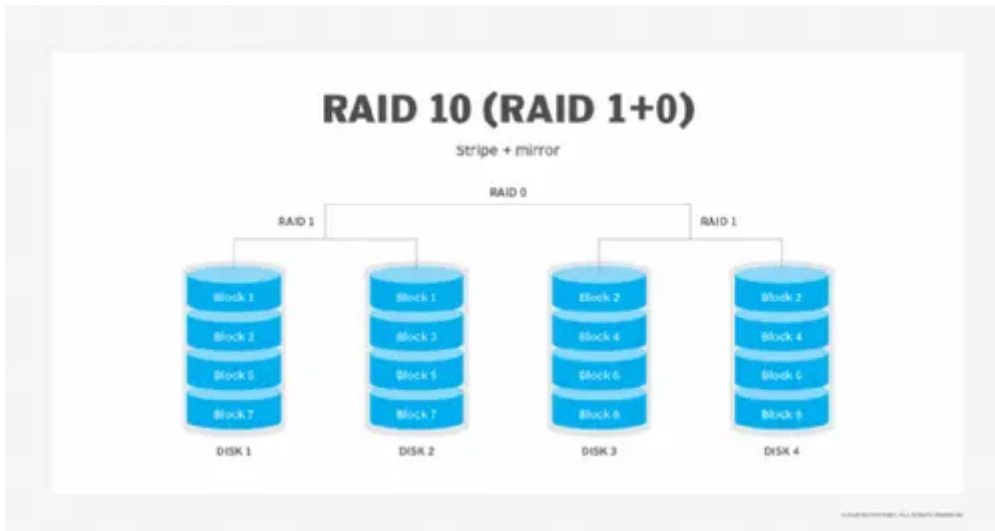 RAID 10 (RAID 1+0)
Stripe + mirror
RAID 0
RAID 1
RAID 1
Block 1
Block 1
Block 2
Block 2
Block 3
Block 3
Block 4
Block 4
Block 5
Block 5
Block 6
Block 6
Block 7
Block 7
Block 8
Block 8
DISK 1
DISK 2
DISK 3
DISK 4